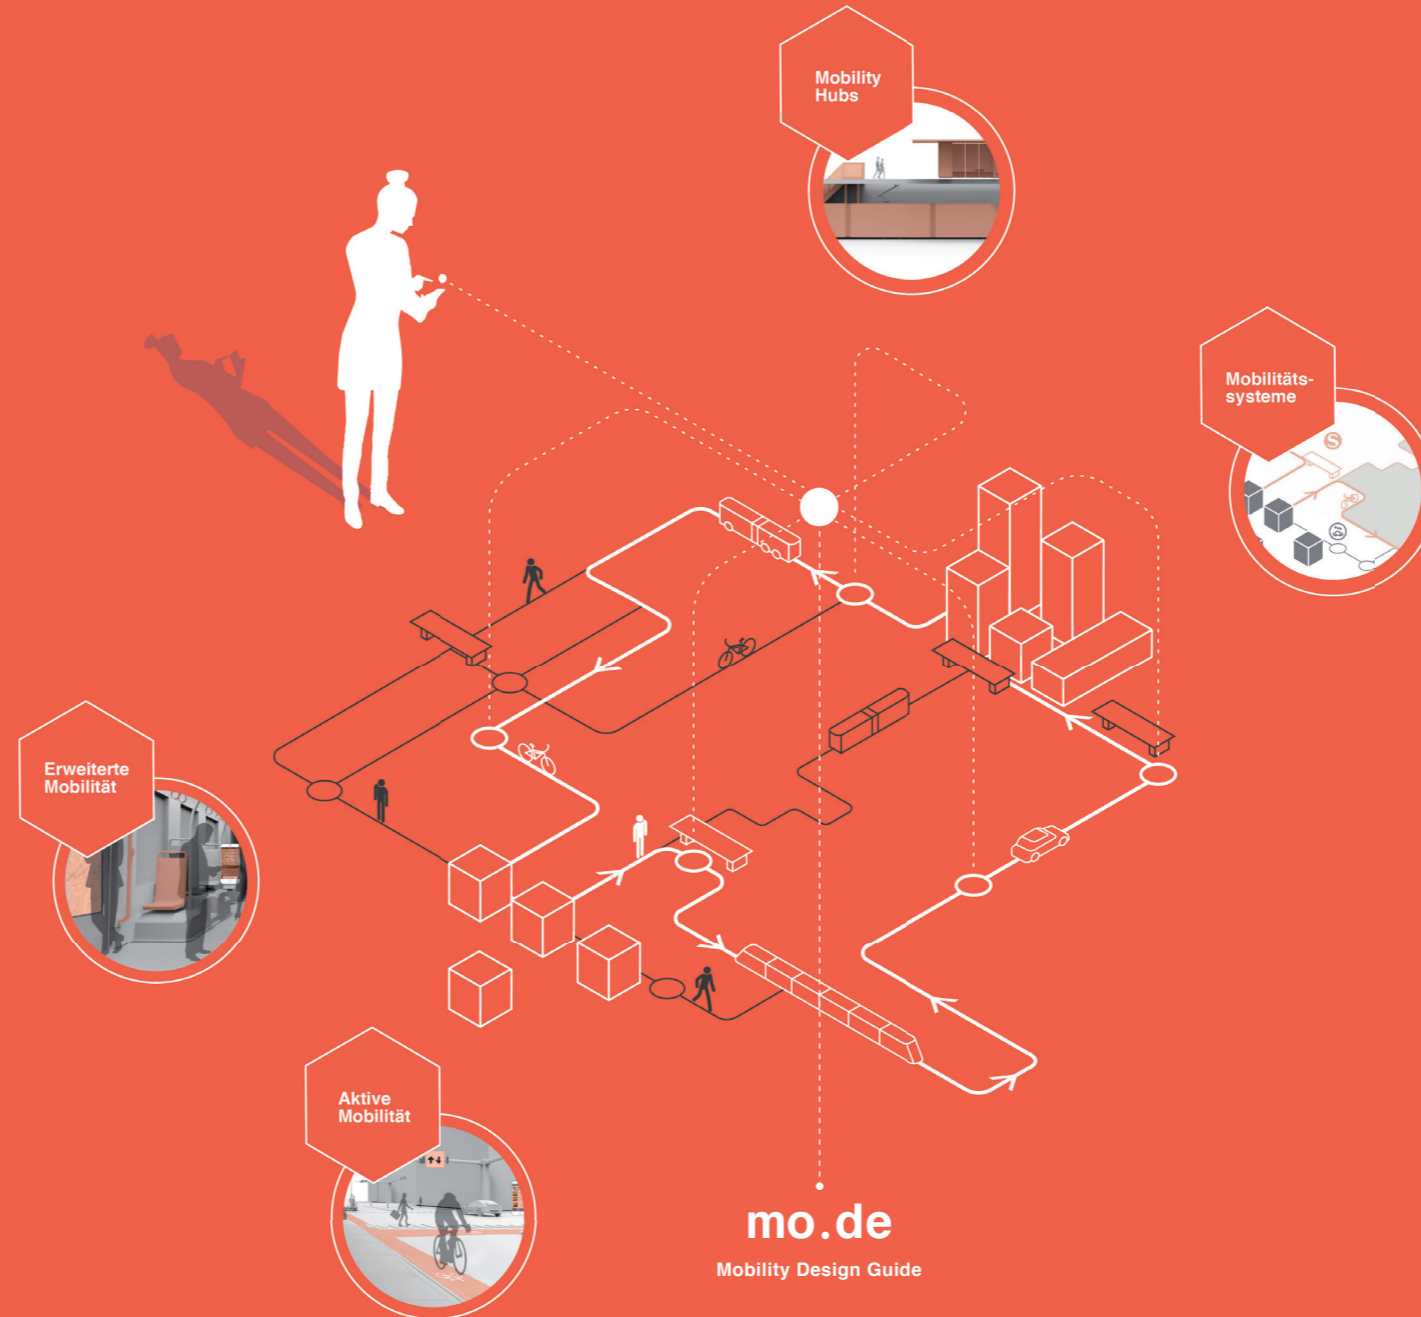 Mobility
Hubs
Mobilitäts-
systeme
S
Erweiterte
Mobilität
Aktive
Mobilität
mo.de
Mobility Design Guide